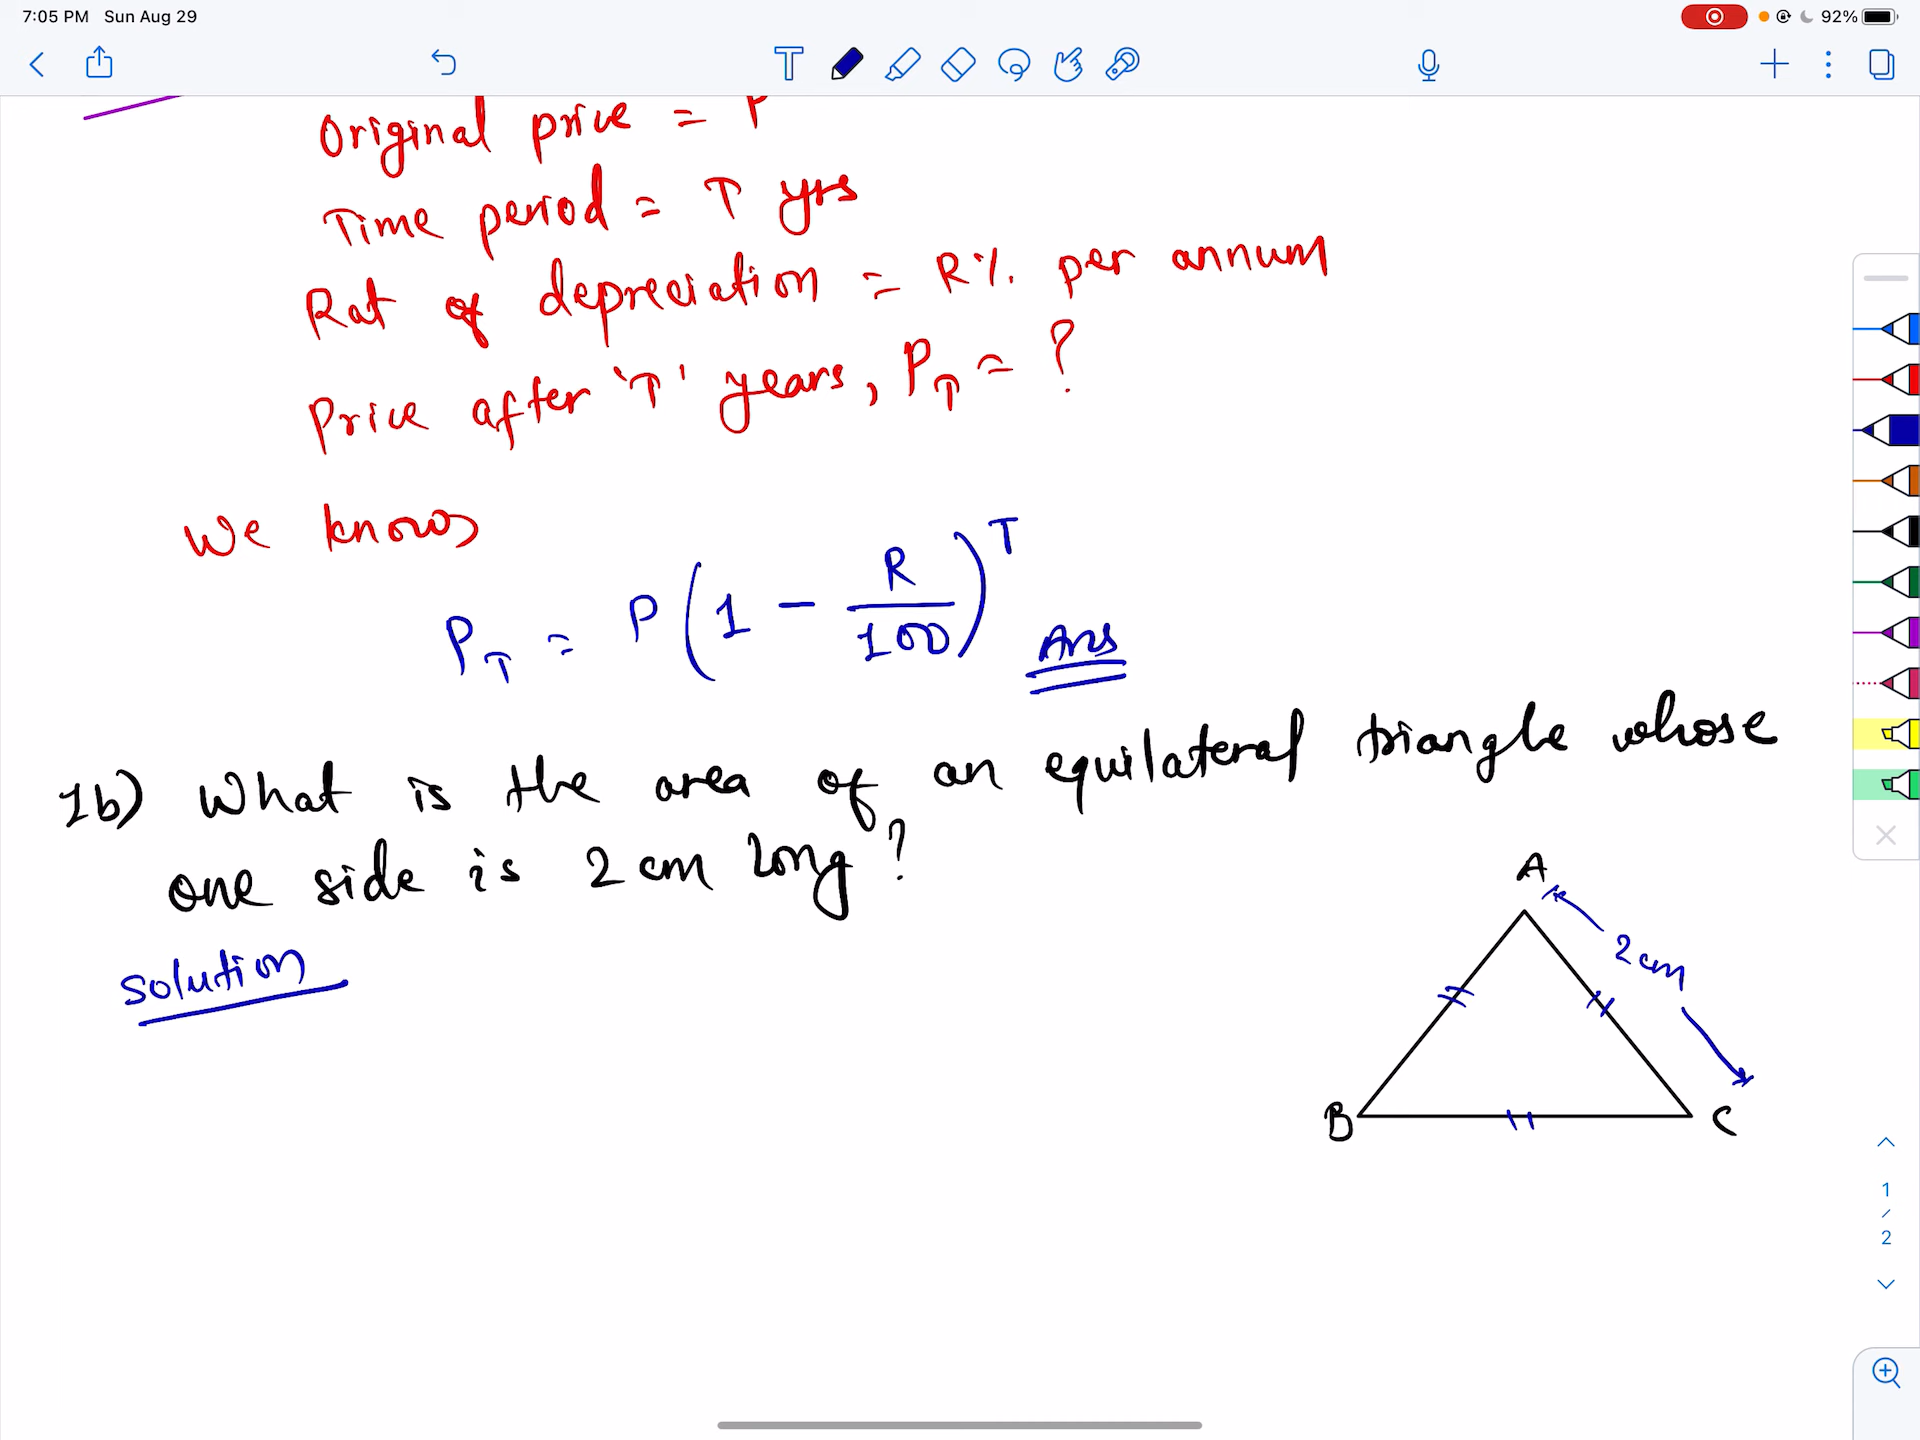 7:05 PM Sun Aug 29
92%
Original price = P
Time period = T yrs
Rat of depreciation = R% per annum
Price after 'T' years, P_T = ?
We knows
P_T = P(1 - R/100)^T Ans
1b) What is the area of an equilateral triangle whose
one side is 2 cm long?
solution
A
2 cm
B
C
1
/
2